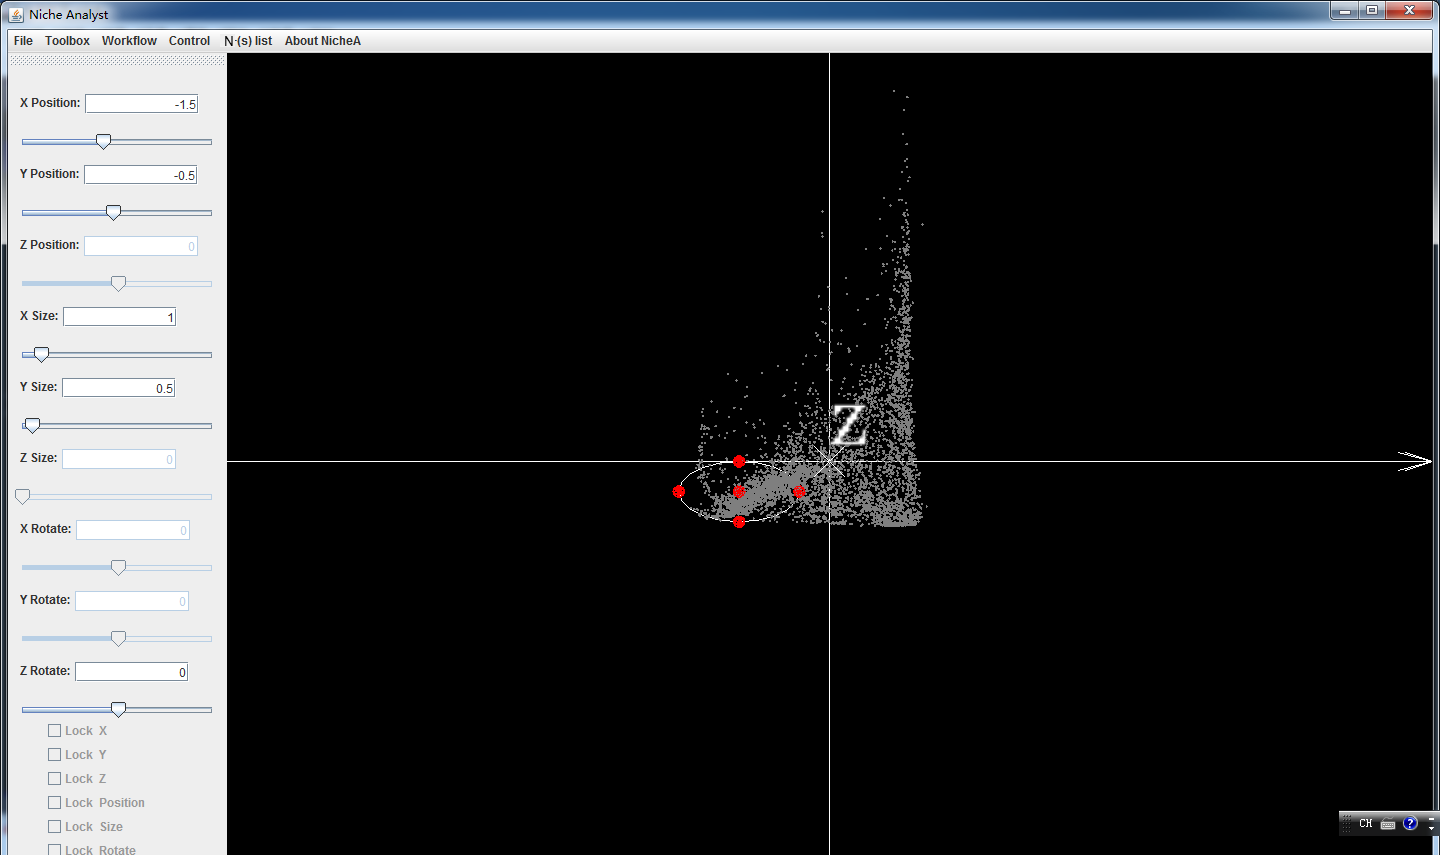 Niche Analyst
File Toolbox Workflow Control N·(s) list About NicheA
X Position: -1.5
Y Position: -0.5
Z Position: 0
X Size: 1
Y Size: 0.5
Z Size: 0
X Rotate: 0
Y Rotate: 0
Z Rotate: 0
Lock X
Lock Y
Lock Z
Lock Position
Lock Size
Lock Rotate
Z
CH